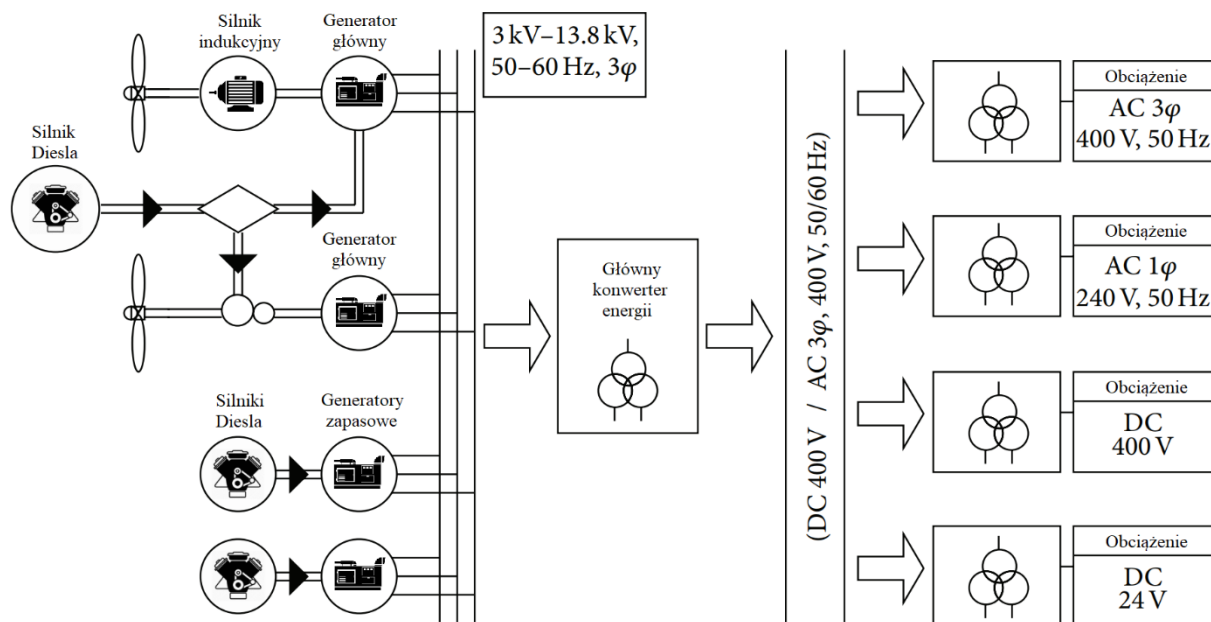 Silnik
indukcyjny
Generator
główny
3 kV–13.8 kV,
50–60 Hz, 3φ
Silnik
Diesla
Generator
główny
Silniki
Diesla
Generatory
zapasowe
Główny
konwerter
energii
(DC 400 V / AC 3φ, 400 V, 50/60 Hz)
Obciążenie
AC 3φ
400 V, 50 Hz
Obciążenie
AC 1φ
240 V, 50 Hz
Obciążenie
DC
400 V
Obciążenie
DC
24 V